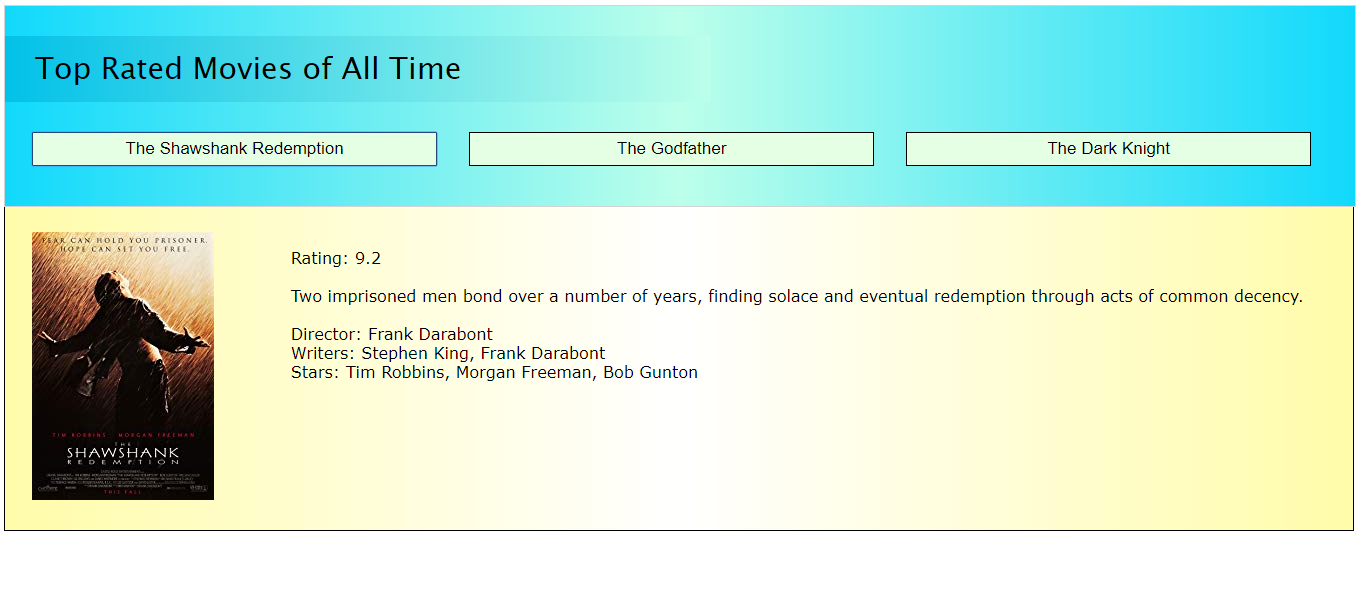 Top Rated Movies of All Time
The Shawshank Redemption
The Godfather
The Dark Knight
FEAR CAN HOLD YOU PRISONER.
HOPE CAN SET YOU FREE.
Rating: 9.2
Two imprisoned men bond over a number of years, finding solace and eventual redemption through acts of common decency.
Director: Frank Darabont
Writers: Stephen King, Frank Darabont
Stars: Tim Robbins, Morgan Freeman, Bob Gunton
TIM ROBBINS MORGAN FREEMAN
THE
SHAWSHANK
REDEMPTION
THIS FALL